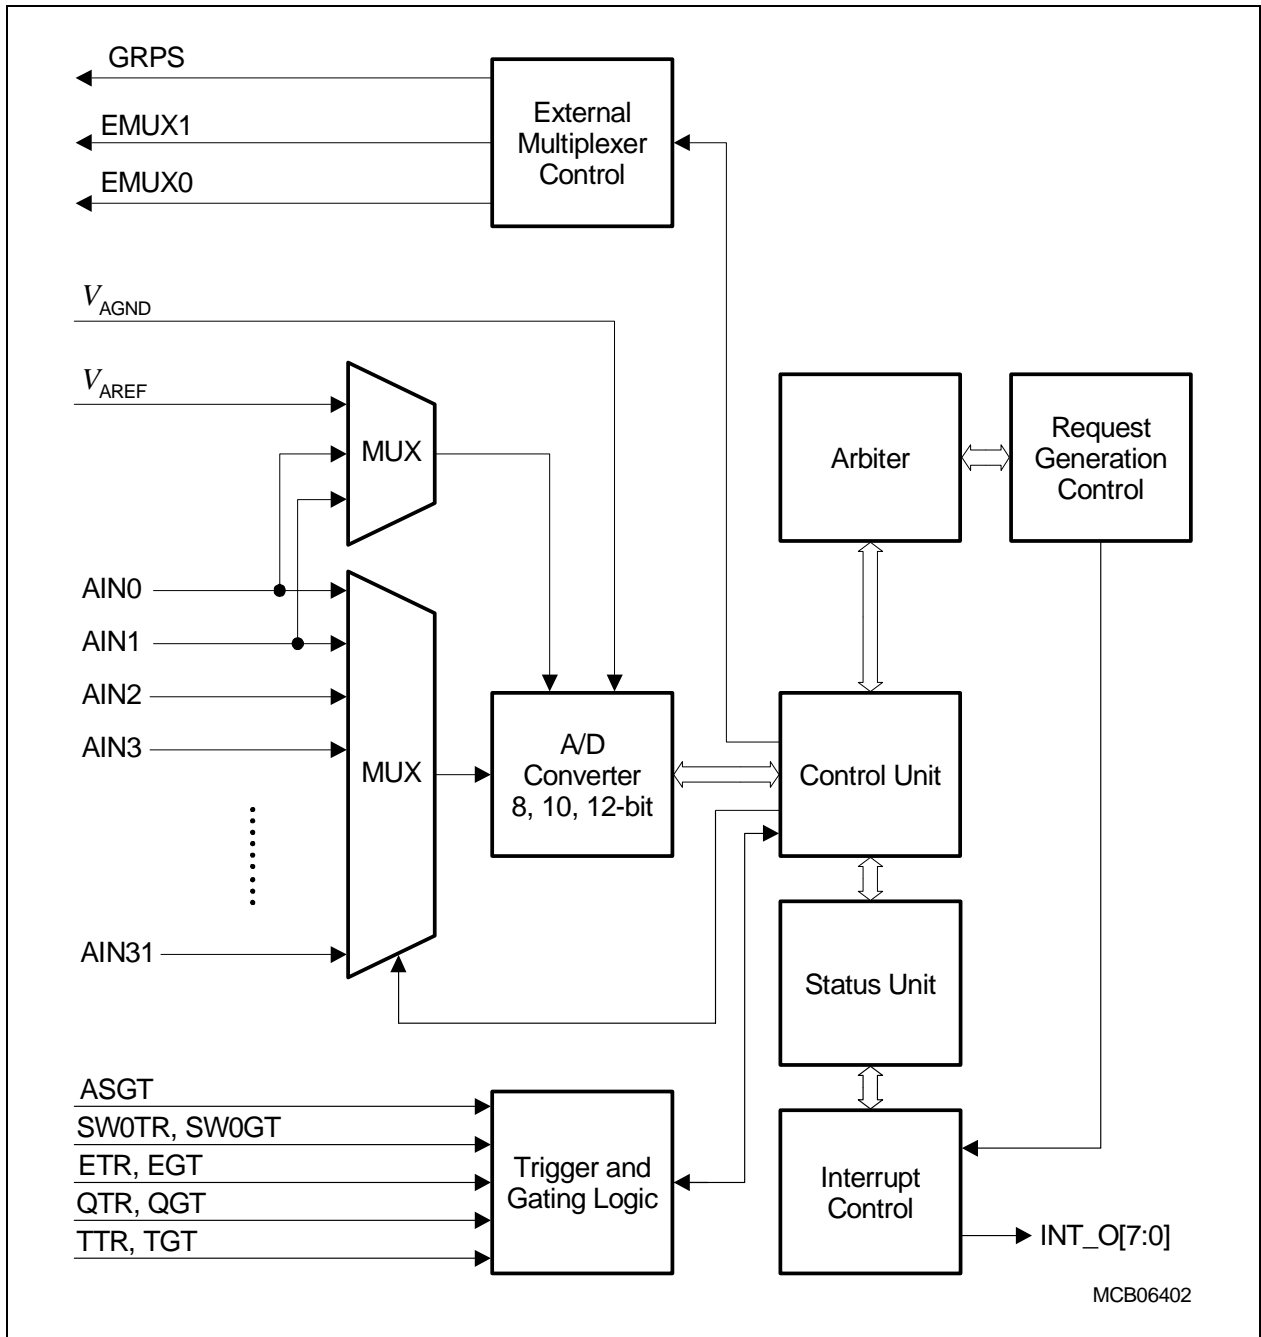 GRPS
EMUX1
EMUX0
External
Multiplexer
Control
VAGND
VAREF
MUX
Arbiter
Request
Generation
Control
AIN0
AIN1
AIN2
AIN3
AIN31
MUX
A/D
Converter
8, 10, 12-bit
Control Unit
Status Unit
ASGT
SW0TR, SW0GT
ETR, EGT
QTR, QGT
TTR, TGT
Trigger and
Gating Logic
Interrupt
Control
INT_O[7:0]
MCB06402